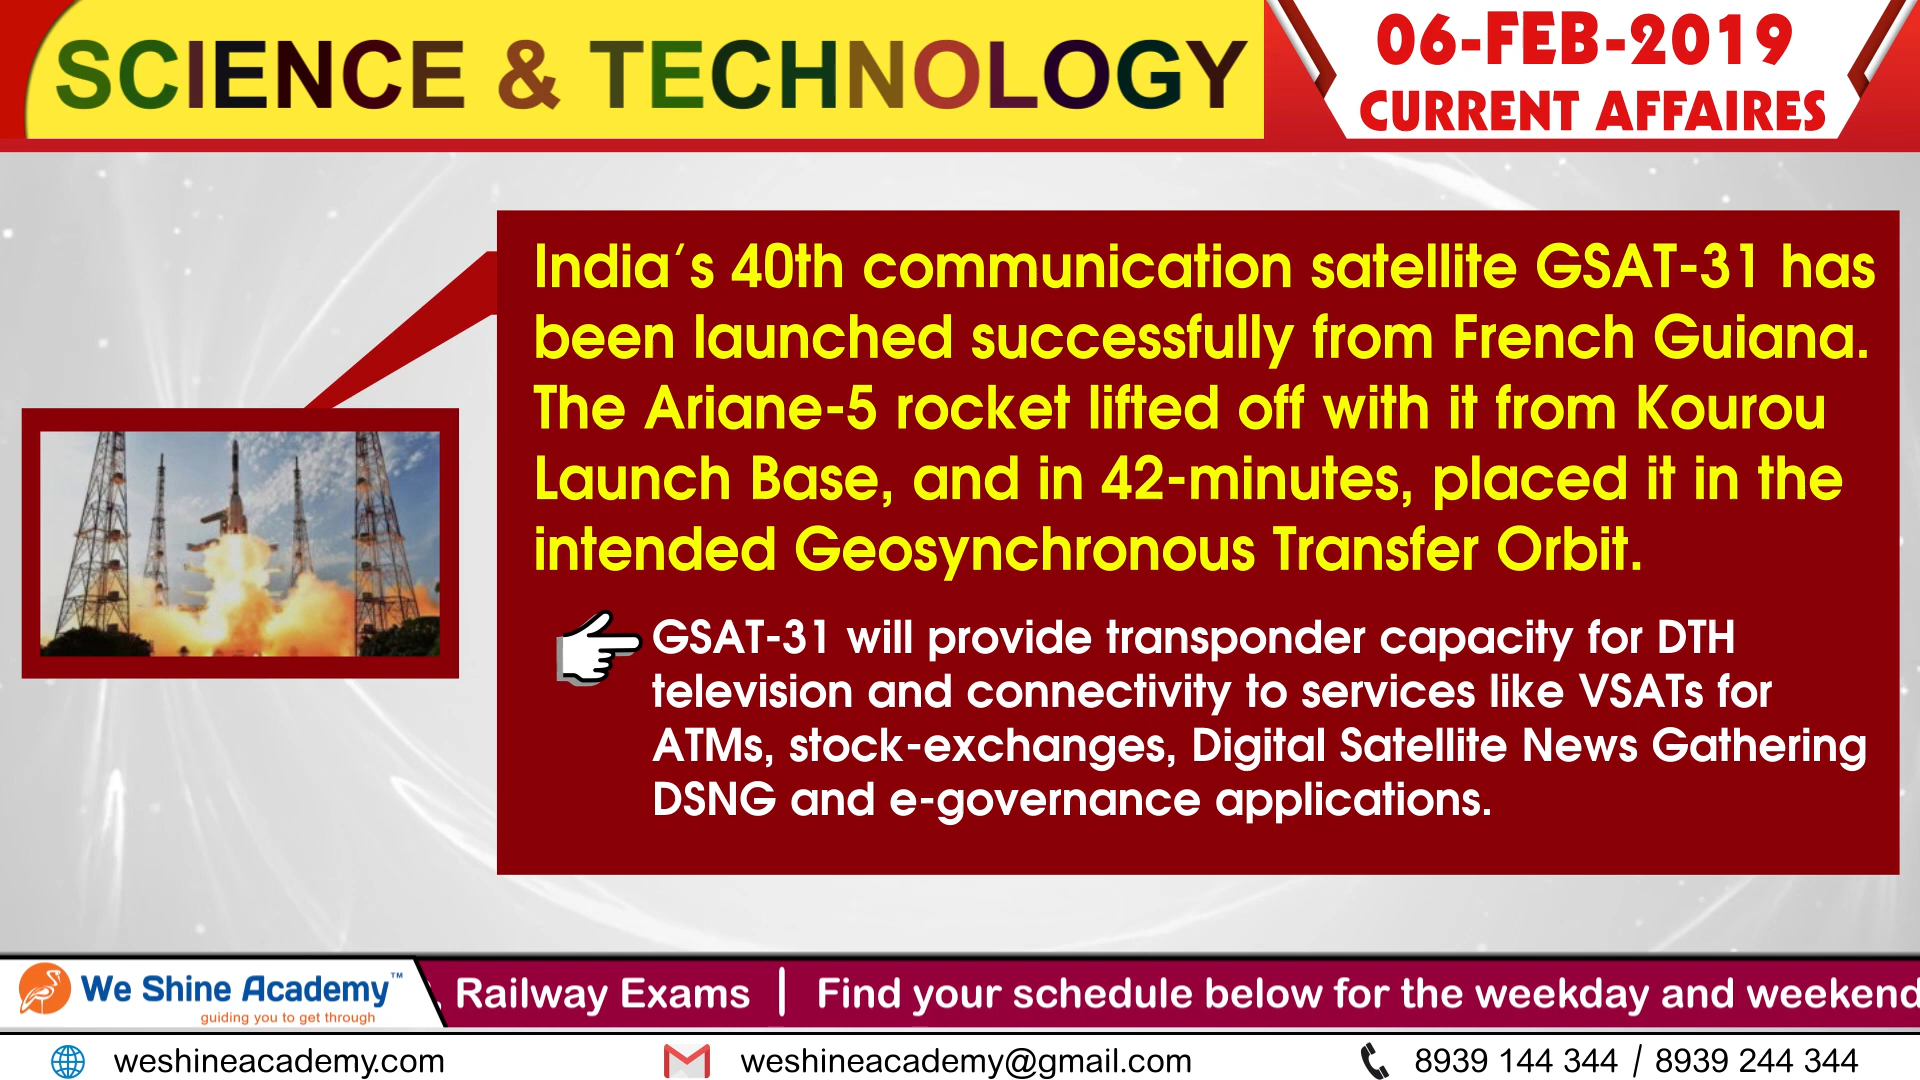 SCIENCE & TECHNOLOGY
06-FEB-2019
CURRENT AFFAIRES
India´s 40th communication satellite GSAT-31 has
been launched successfully from French Guiana.
The Ariane-5 rocket lifted off with it from Kourou
Launch Base, and in 42-minutes, placed it in the
intended Geosynchronous Transfer Orbit.
GSAT-31 will provide transponder capacity for DTH
television and connectivity to services like VSATs for
ATMs, stock-exchanges, Digital Satellite News Gathering
DSNG and e-governance applications.
We Shine Academy™
guiding you to get through
Railway Exams | Find your schedule below for the weekday and weekend
weshineacademy.com
weshineacademy@gmail.com
8939 144 344 / 8939 244 344